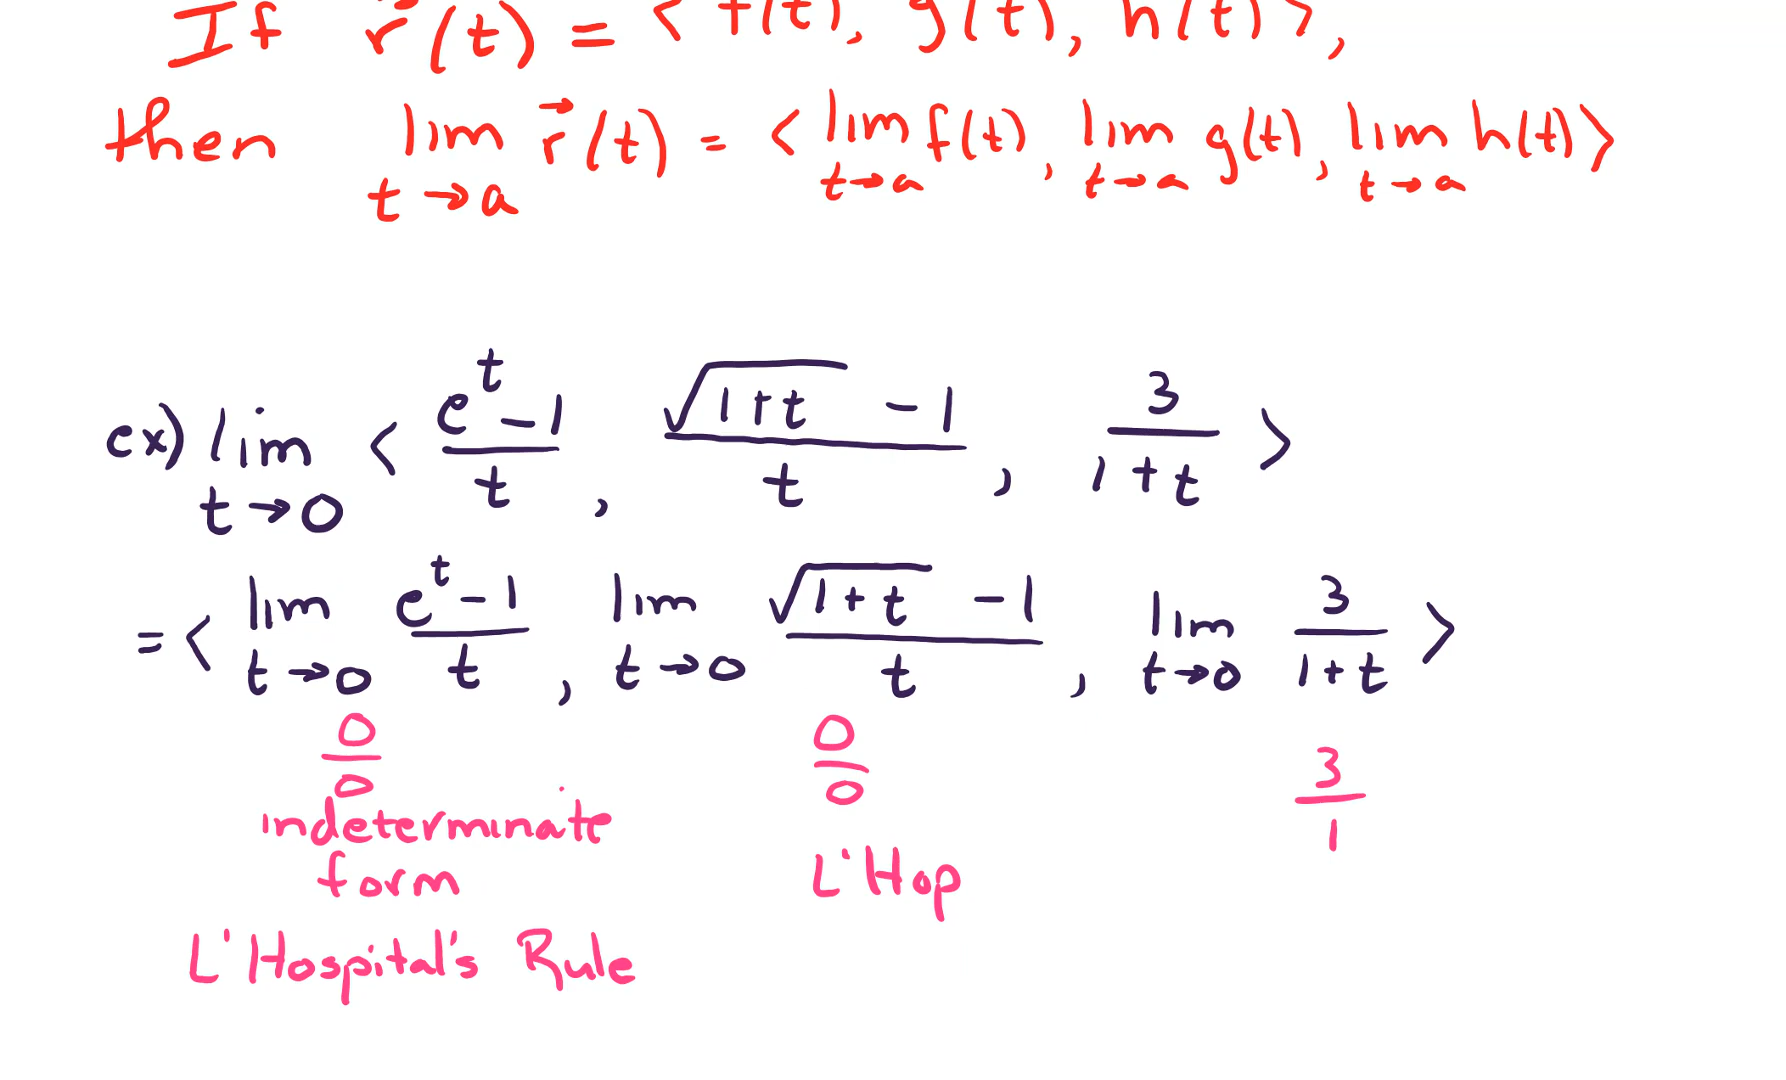 If r⃗(t) = < f(t), g(t), h(t) >,
then lim t→a r⃗(t) = < lim t→a f(t), lim t→a g(t), lim t→a h(t) >
ex) lim t→0 < (e^t - 1)/t, (√(1+t) - 1)/t, 3/(1+t) >
= < lim t→0 (e^t - 1)/t, lim t→0 (√(1+t) - 1)/t, lim t→0 3/(1+t) >
0/0 0/0 3/1
indeterminate
form L'Hop
L'Hospital's Rule